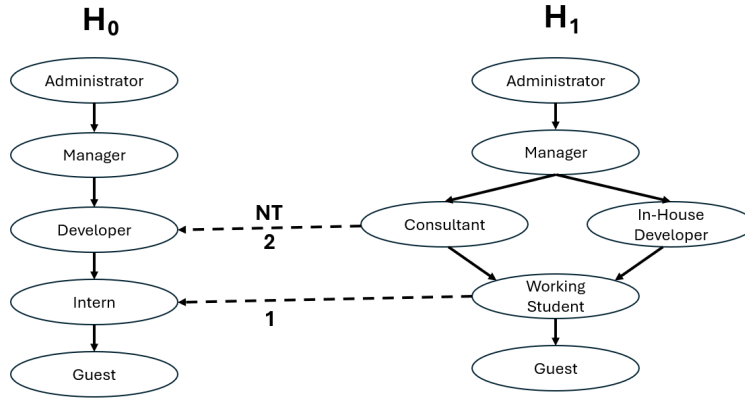 H0
H1
Administrator
Manager
Developer
Intern
Guest
NT
2
1
Administrator
Manager
Consultant
In-House
Developer
Working
Student
Guest